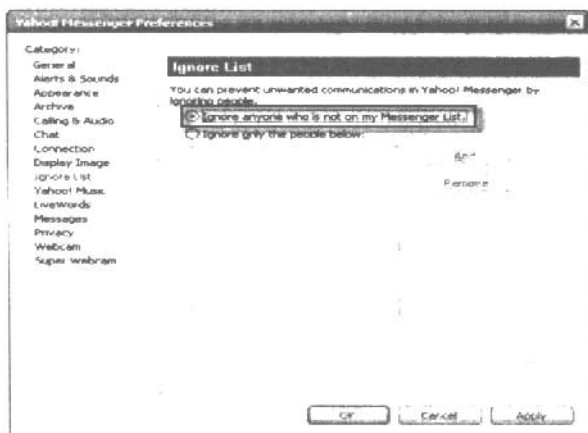 Yahoo! Messenger Preferences
Category:
General
Alerts & Sounds
Appearance
Archive
Calling & Audio
Chat
Connection
Display Image
Ignore List
Yahoo! Music
LiveWords
Messages
Privacy
Webcam
Super Webcam
Ignore List
You can prevent unwanted communications in Yahoo! Messenger by
ignoring people.
Ignore anyone who is not on my Messenger List.
Ignore only the people below:
Add
Remove
OK
Cancel
Apply